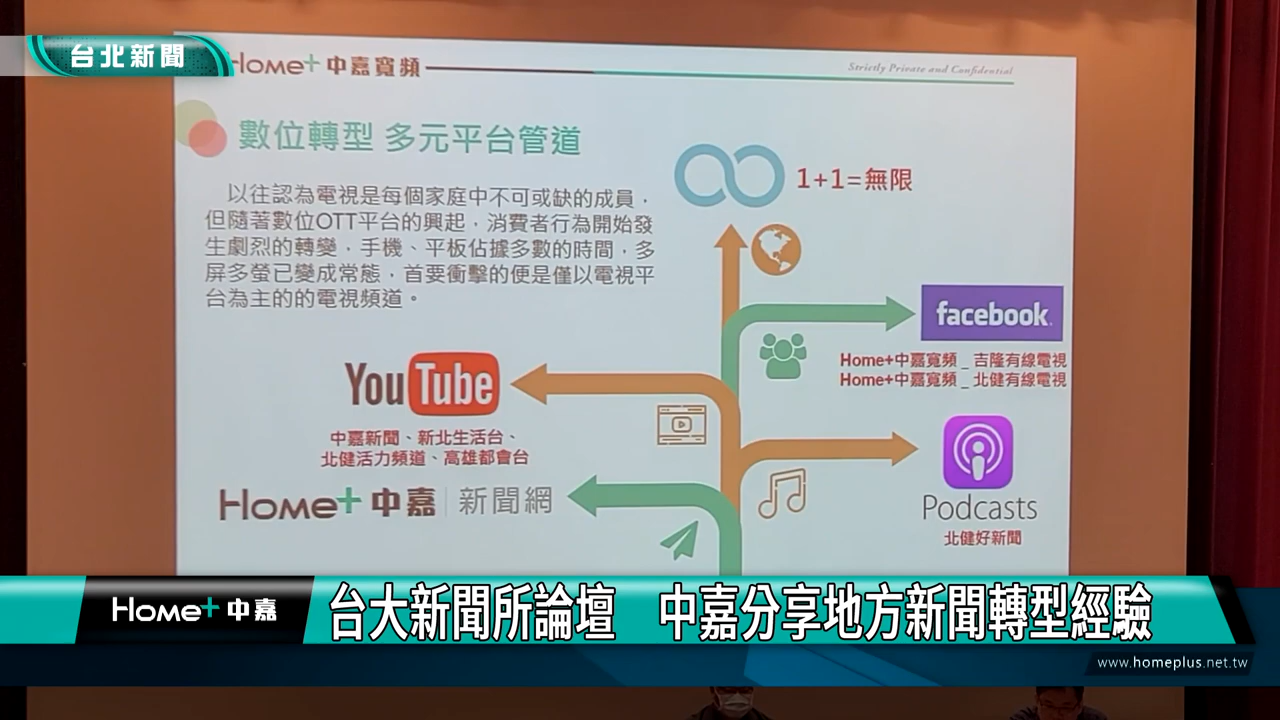 台北新聞
Home+ 中嘉寬頻
Strictly Private and Confidential
數位轉型 多元平台管道
1+1=無限
以往認為電視是每個家庭中不可或缺的成員，
但隨著數位OTT平台的興起，消費者行為開始發
生劇烈的轉變，手機、平板佔據多數的時間，多
屏多螢已變成常態，首要衝擊的便是僅以電視平
台為主的的電視頻道。
facebook
Home+中嘉寬頻 _ 吉隆有線電視
Home+中嘉寬頻 _ 北健有線電視
YouTube
中嘉新聞、新北生活台、
北健活力頻道、高雄都會台
Home+ 中嘉 | 新聞網
Podcasts
北健好新聞
Home+ 中嘉
台大新聞所論壇 中嘉分享地方新聞轉型經驗
www.homeplus.net.tw